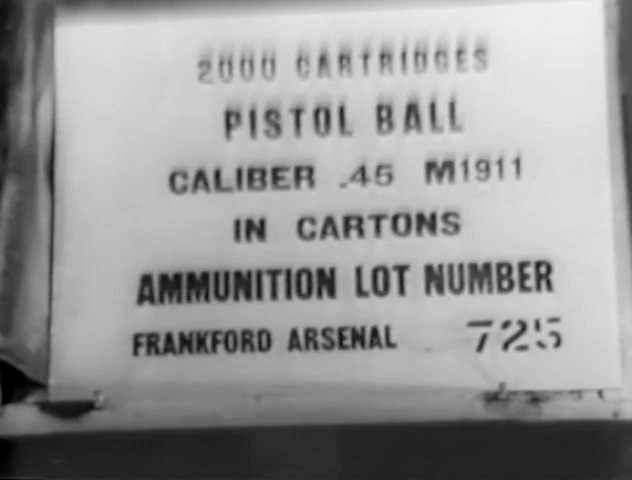 2000 CARTRIDGES
PISTOL BALL
CALIBER .45 M1911
IN CARTONS
AMMUNITION LOT NUMBER
FRANKFORD ARSENAL 725